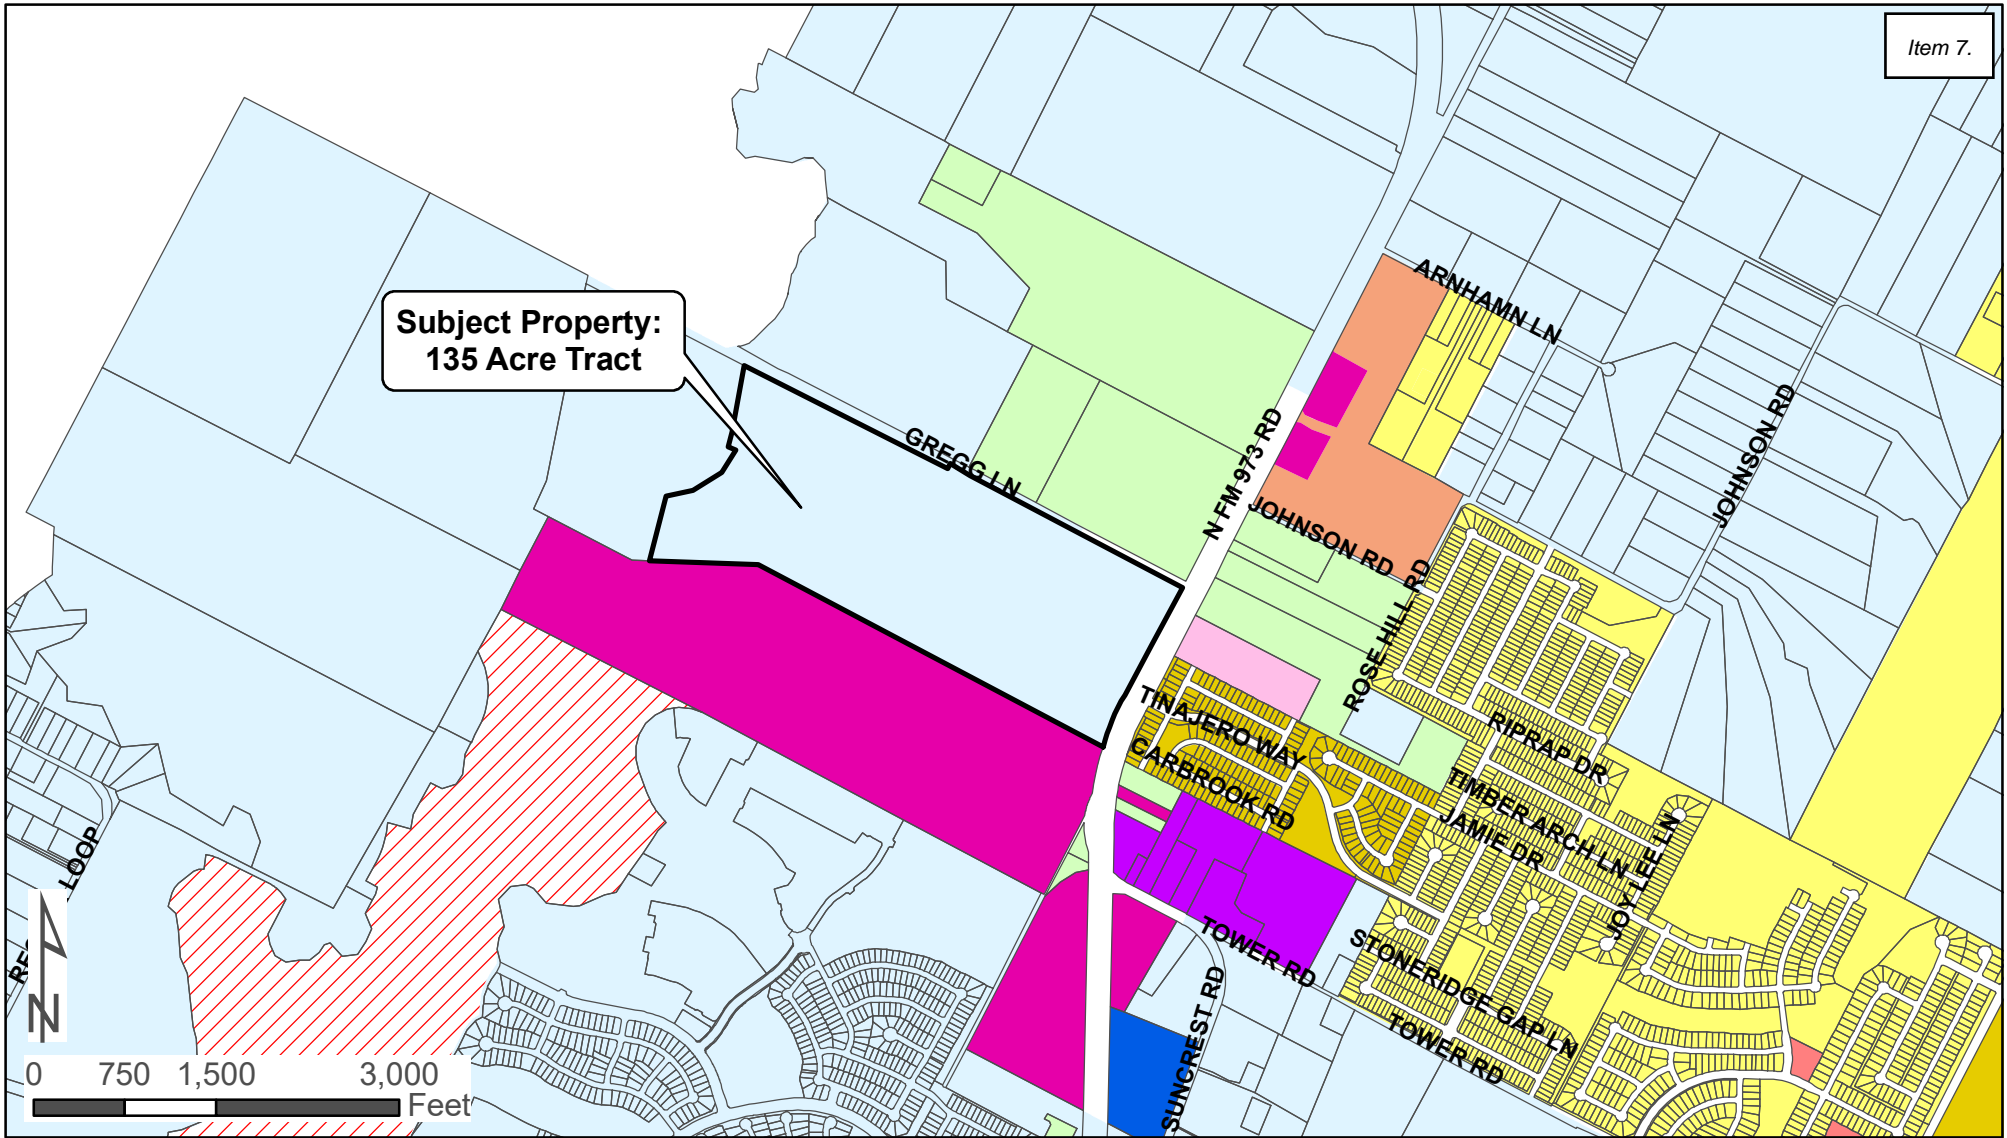 Item 7.
Subject Property:
135 Acre Tract
ARNHAMN LN
JOHNSON RD
GREGG LN
N FM 973 RD
JOHNSON RD
ROSE HILL RD
TINAJERO WAY
CARBROOK RD
RIPRAP DR
TIMBER ARCH LN
JAMIE DR
JOY LEE LN
LOOP
TOWER RD
STONERIDGE GAP LN
TOWER RD
SUNCREST RD
N
0 750 1,500 3,000
Feet